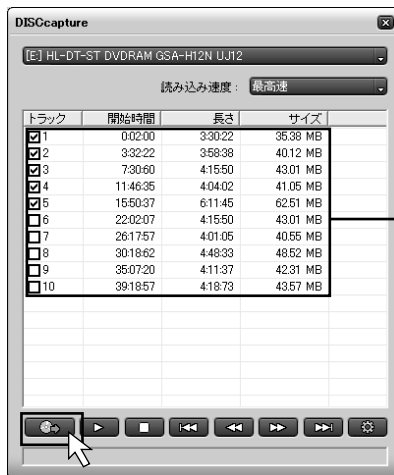 DISCcapture
[E:] HL-DT-ST DVDRAM GSA-H12N UJ12
読み込み速度： 最高速
トラック 開始時間 長さ サイズ
1 0:02:00 3:30:22 35.38 MB
2 3:32:22 3:58:38 40.12 MB
3 7:30:60 4:15:50 43.01 MB
4 11:46:35 4:04:02 41.05 MB
5 15:50:37 6:11:45 62.51 MB
6 22:02:07 4:15:50 43.01 MB
7 26:17:57 4:01:05 40.55 MB
8 30:18:62 4:48:33 48.52 MB
9 35:07:20 4:11:37 42.31 MB
10 39:18:57 4:18:73 43.57 MB